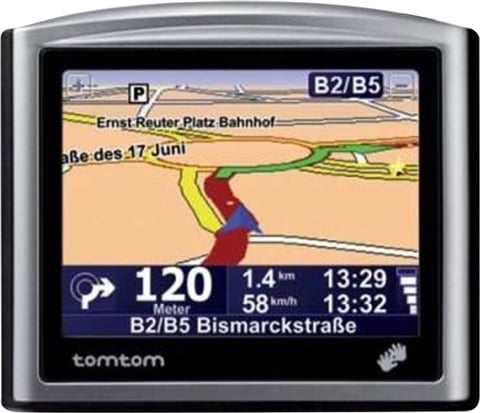 B2/B5
P
Ernst Reuter Platz Bahnhof
aße des 17 Juni
120 1.4 km 13:29
Meter 58 km/h 13:32
B2/B5 Bismarckstraße
tomtom